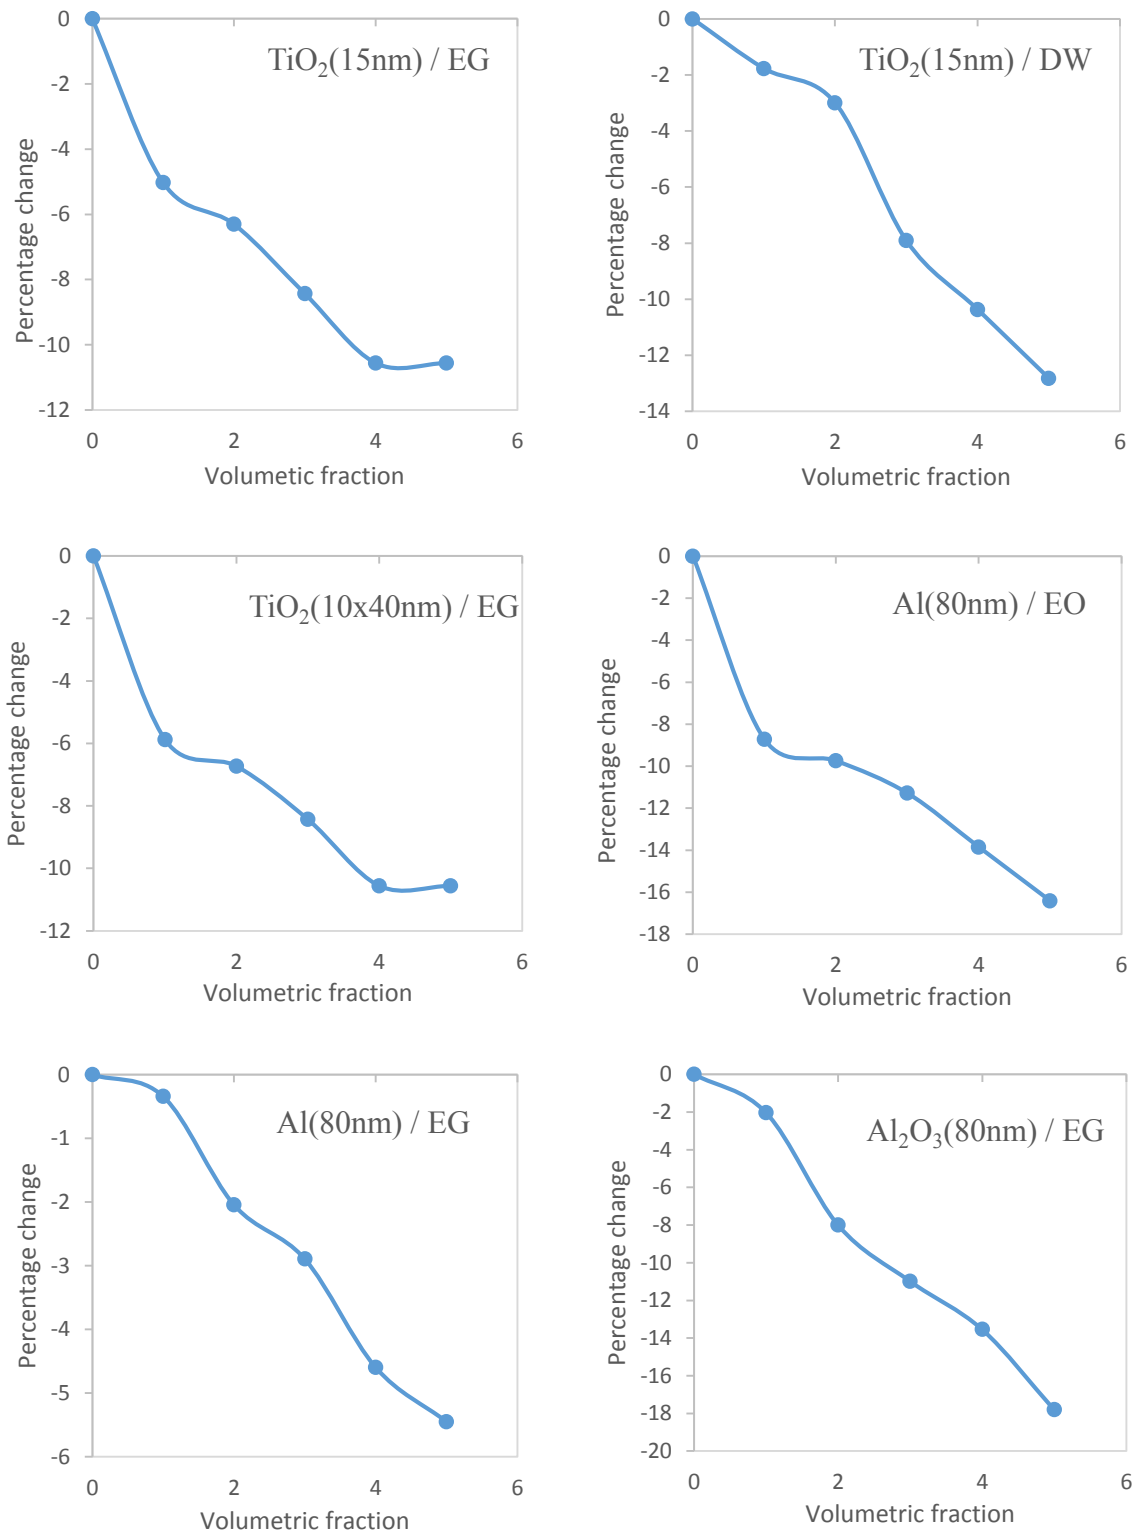 TiO₂(15nm) / EG
Percentage change
0
-2
-4
-6
-8
-10
-12
0 2 4 6
Volumetic fraction
TiO₂(15nm) / DW
Percentage change
0
-2
-4
-6
-8
-10
-12
-14
0 2 4 6
Volumetric fraction
TiO₂(10x40nm) / EG
Percentage change
0
-2
-4
-6
-8
-10
-12
0 2 4 6
Volumetric fraction
Al(80nm) / EO
Percentage change
0
-2
-4
-6
-8
-10
-12
-14
-16
-18
0 2 4 6
Volumetric fraction
Al(80nm) / EG
Percentage change
0
-1
-2
-3
-4
-5
-6
0 2 4 6
Volumetric fraction
Al₂O₃(80nm) / EG
Percentage change
0
-2
-4
-6
-8
-10
-12
-14
-16
-18
-20
0 2 4 6
Volumetric fraction